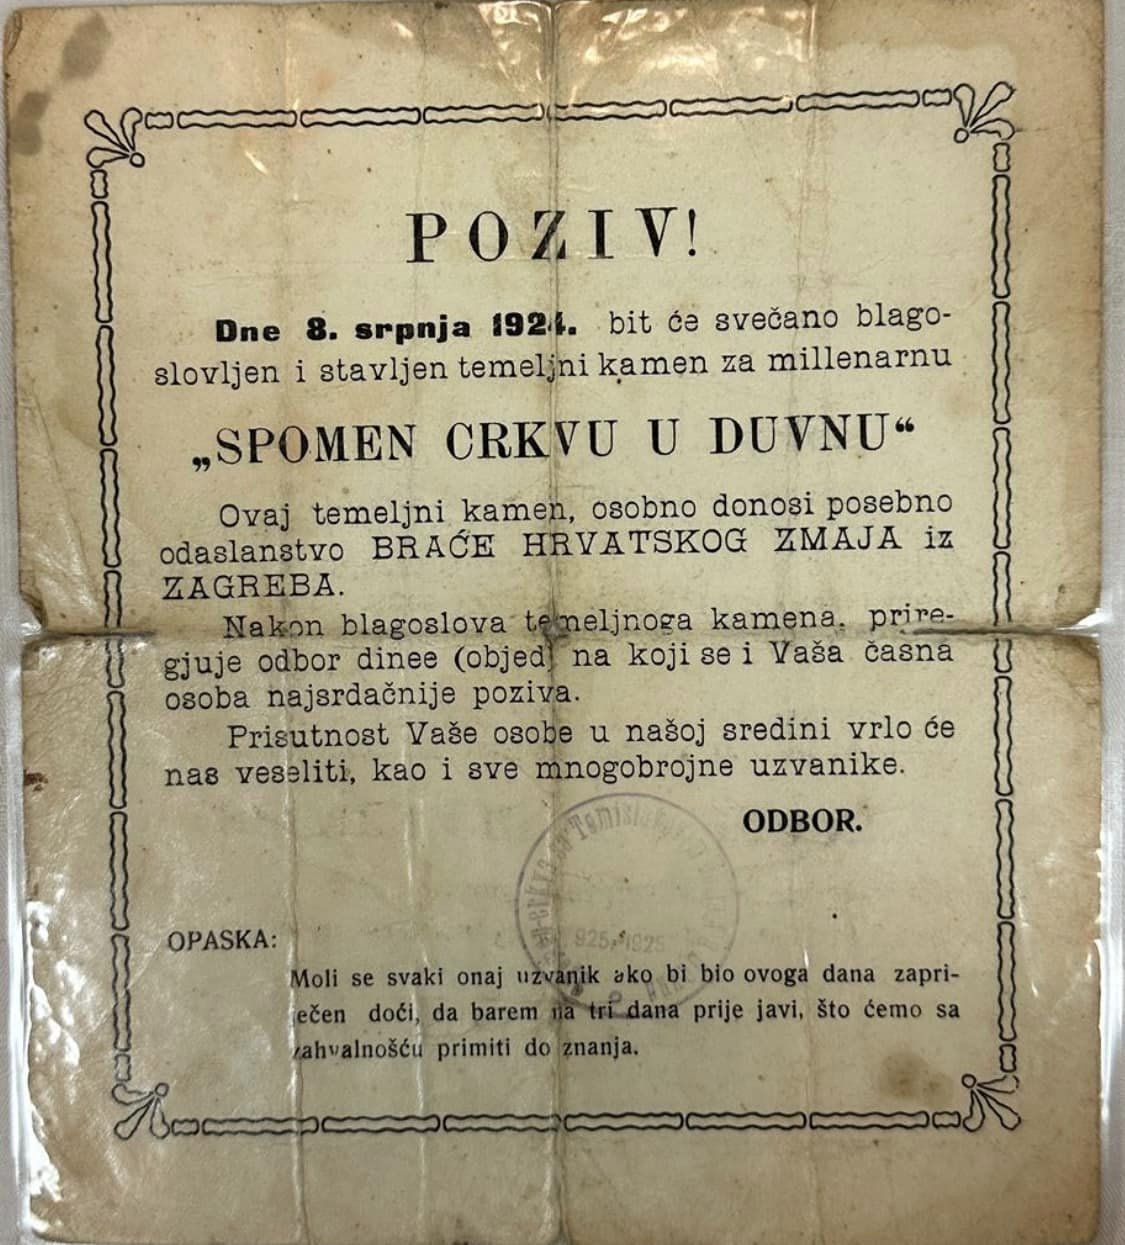 POZIV!
Dne 8. srpnja 1924. bit će svečano blago-
slovljen i stavljen temeljni kamen za millenarnu
„SPOMEN CRKVU U DUVNU“
Ovaj temeljni kamen, osobno donosi posebno
odaslanstvo BRAĆE HRVATSKOG ZMAJA iz
ZAGREBA.
Nakon blagoslova temeljnoga kamena, prire-
gjuje odbor dinee (objed) na koji se i Vaša časna
osoba najsrdačnije poziva.
Prisutnost Vaše osobe u našoj sredini vrlo će
nas veseliti, kao i sve mnogobrojne uzvanike.
ODBOR.
925-1925
OPASKA:
Moli se svaki onaj uzvanik ako bi bio ovoga dana zapri-
ječen doći, da barem na tri dana prije javi, što ćemo sa
zahvalnošću primiti do znanja.